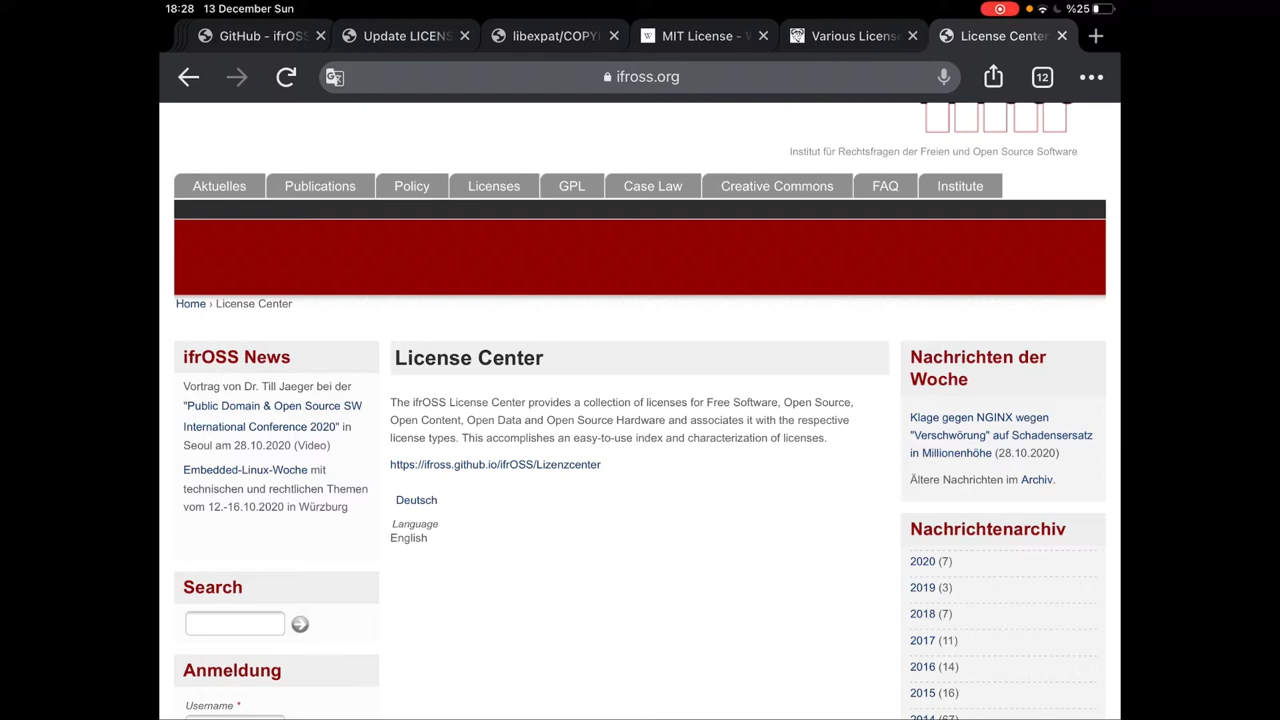 18:28 13 December Sun
%25
GitHub - ifrOSS
Update LICENS
libexpat/COPYI
MIT License - W
Various License
License Center
ifross.org
12
Institut für Rechtsfragen der Freien und Open Source Software
Aktuelles
Publications
Policy
Licenses
GPL
Case Law
Creative Commons
FAQ
Institute
Home › License Center
ifrOSS News
Vortrag von Dr. Till Jaeger bei der
"Public Domain & Open Source SW
International Conference 2020" in
Seoul am 28.10.2020 (Video)
Embedded-Linux-Woche mit
technischen und rechtlichen Themen
vom 12.-16.10.2020 in Würzburg
Search
Anmeldung
Username *
License Center
The ifrOSS License Center provides a collection of licenses for Free Software, Open Source,
Open Content, Open Data and Open Source Hardware and associates it with the respective
license types. This accomplishes an easy-to-use index and characterization of licenses.
https://ifross.github.io/ifrOSS/Lizenzcenter
Deutsch
Language
English
Nachrichten der
Woche
Klage gegen NGINX wegen
"Verschwörung" auf Schadensersatz
in Millionenhöhe (28.10.2020)
Ältere Nachrichten im Archiv.
Nachrichtenarchiv
2020 (7)
2019 (3)
2018 (7)
2017 (11)
2016 (14)
2015 (16)
2014 (67)